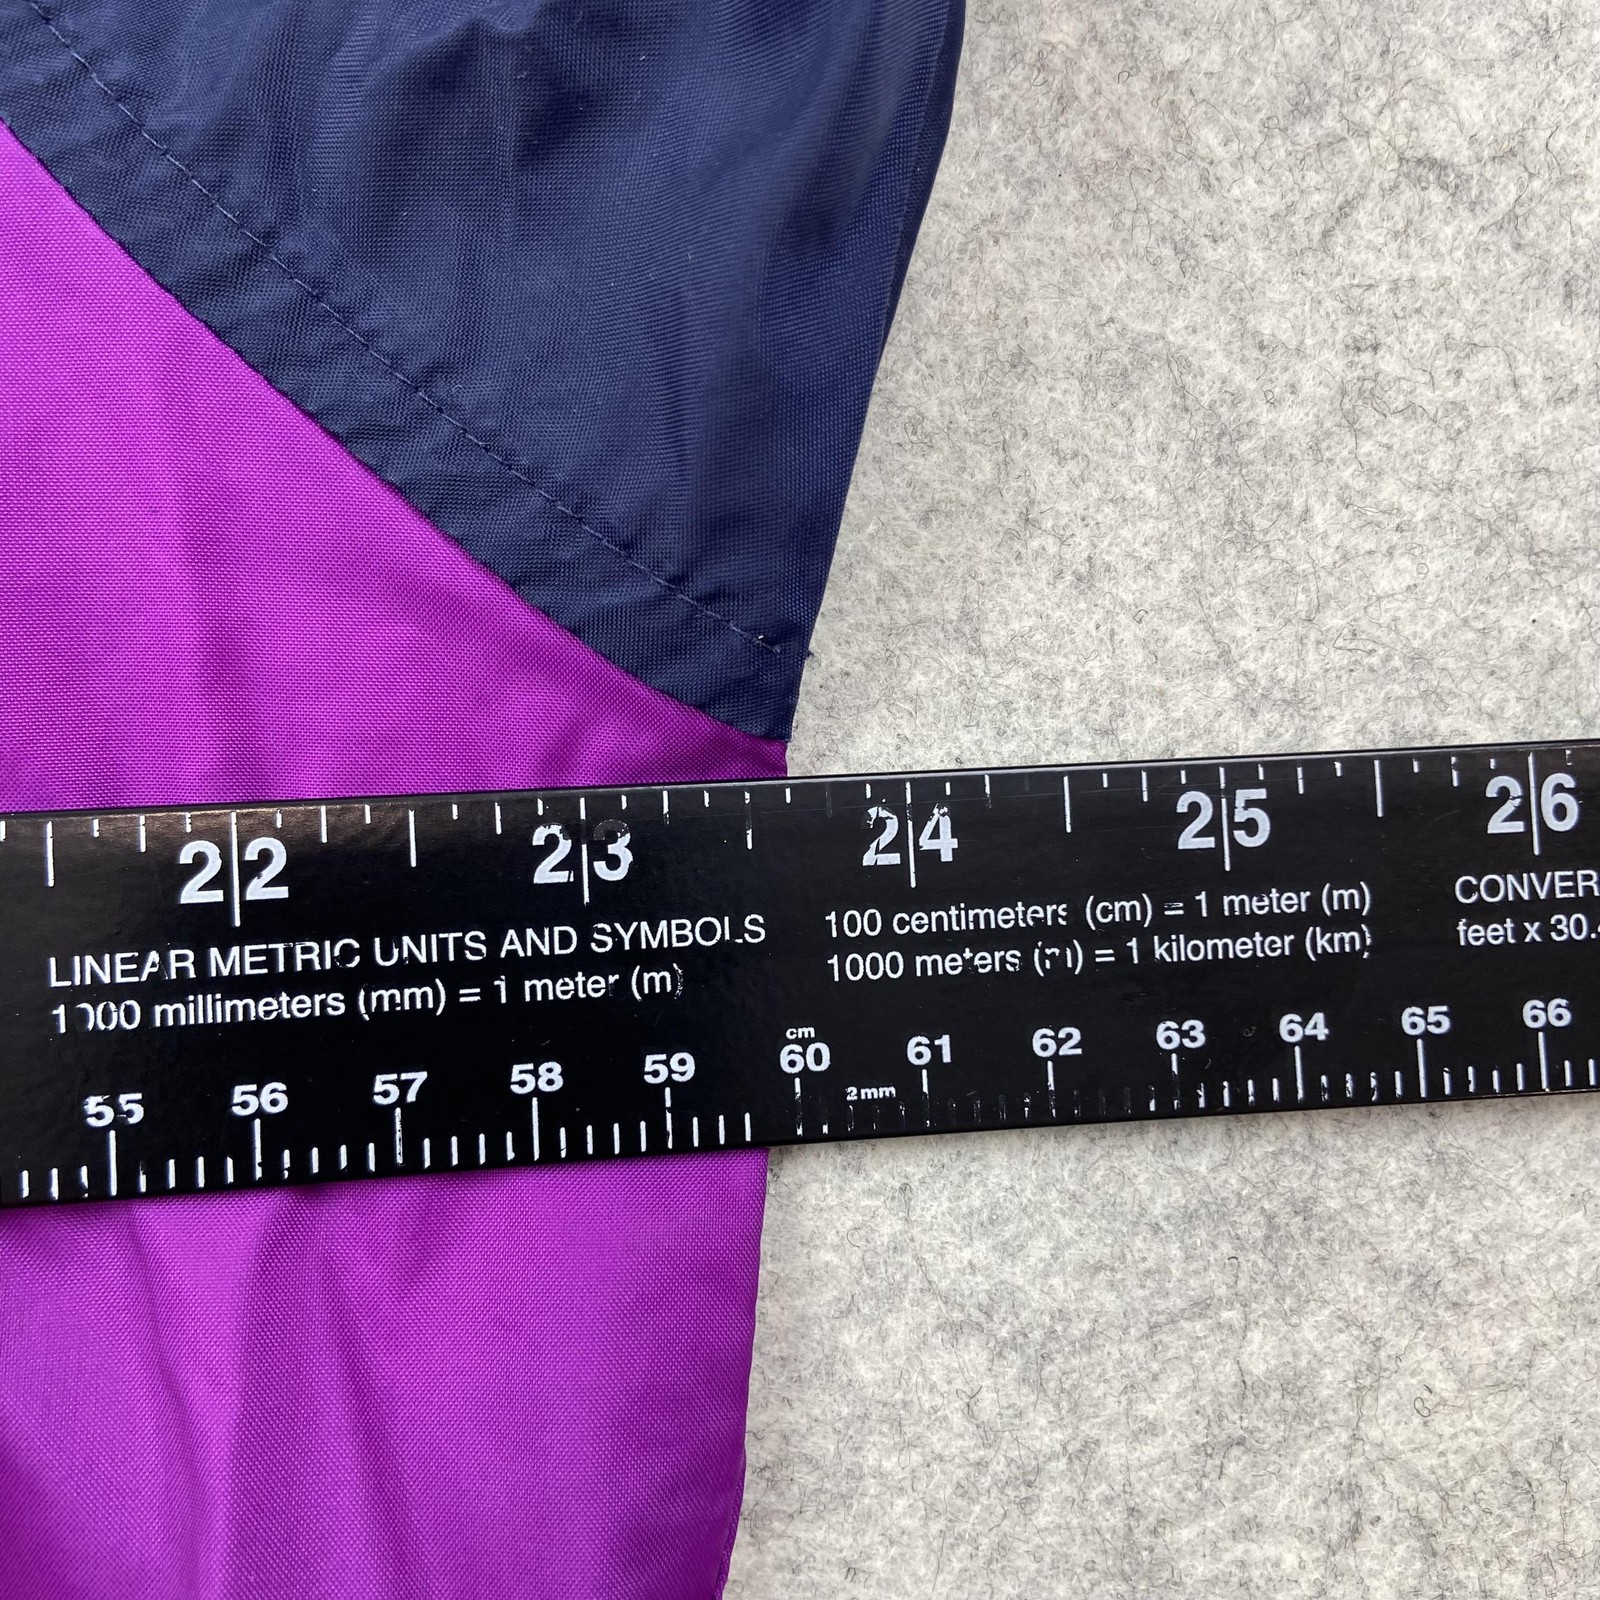 22 23 24 25 26
LINEAR METRIC UNITS AND SYMBOLS
1000 millimeters (mm) = 1 meter (m)
100 centimeters (cm) = 1 meter (m)
1000 meters (m) = 1 kilometer (km)
CONVER
feet x 30.
cm
55 56 57 58 59 60 61 62 63 64 65 66
2mm